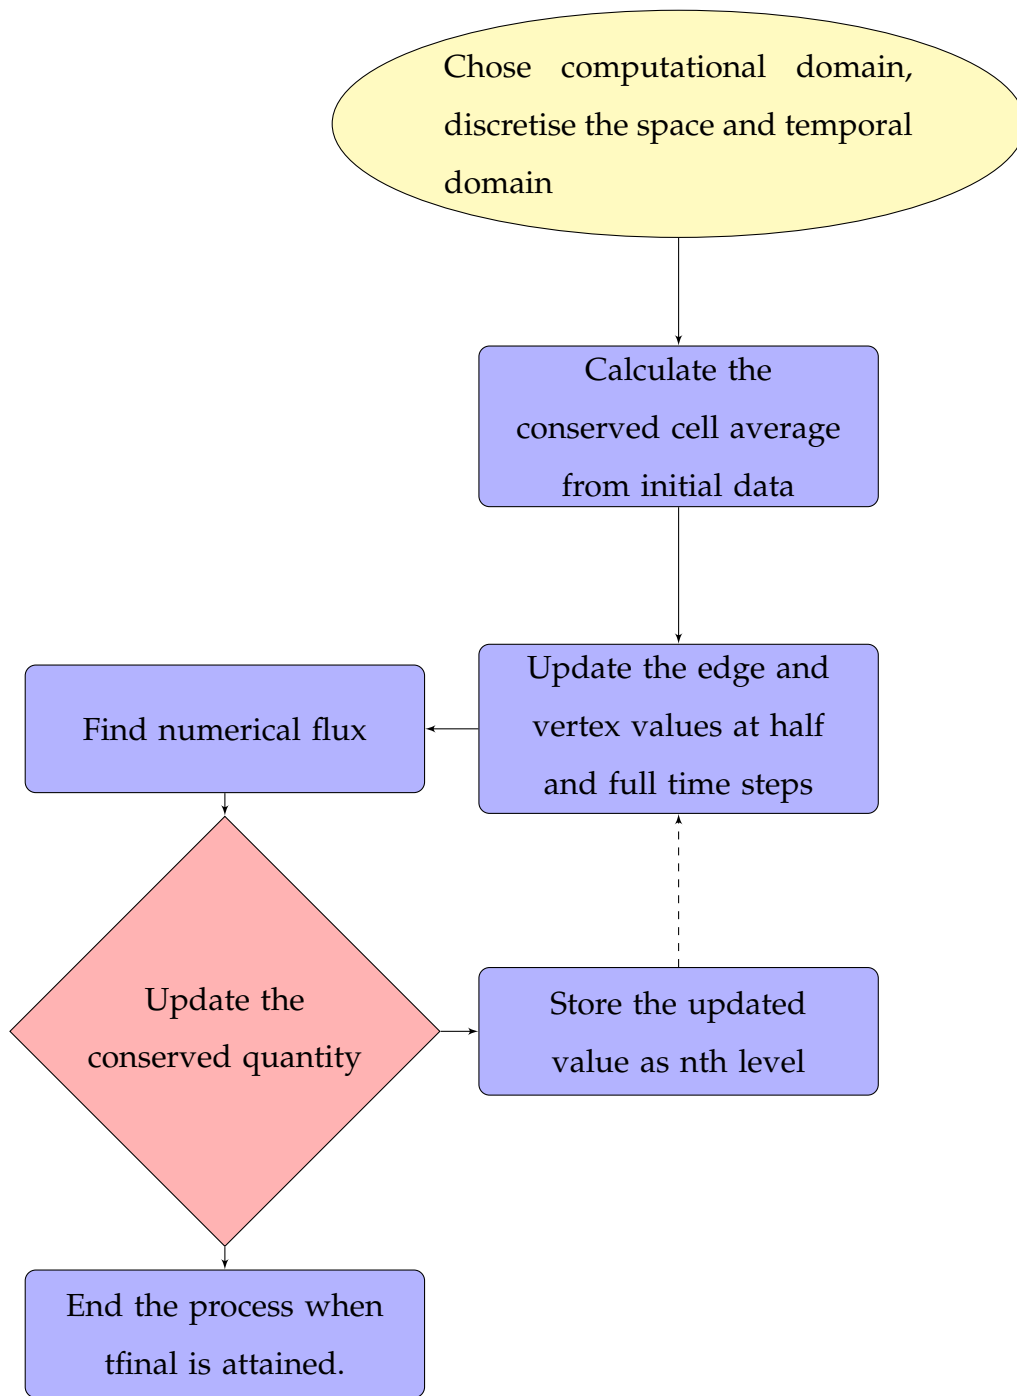 Chose computational domain,
discretise the space and temporal
domain
Calculate the
conserved cell average
from initial data
Update the edge and
vertex values at half
and full time steps
Find numerical flux
Update the
conserved quantity
Store the updated
value as nth level
End the process when
tfinal is attained.